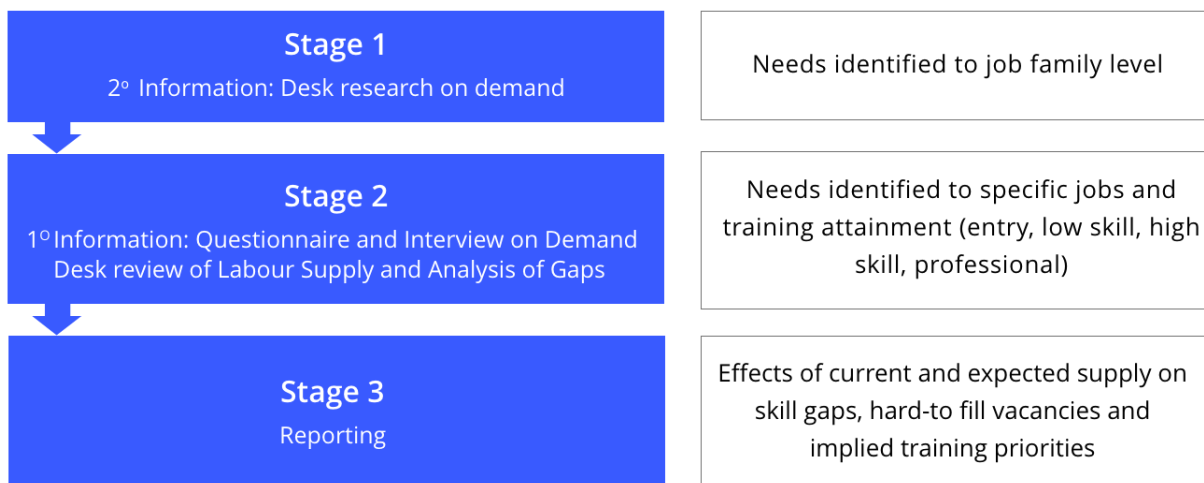 Stage 1
2º Information: Desk research on demand
Needs identified to job family level
Stage 2
1º Information: Questionnaire and Interview on Demand
Desk review of Labour Supply and Analysis of Gaps
Needs identified to specific jobs and
training attainment (entry, low skill, high
skill, professional)
Stage 3
Reporting
Effects of current and expected supply on
skill gaps, hard-to fill vacancies and
implied training priorities